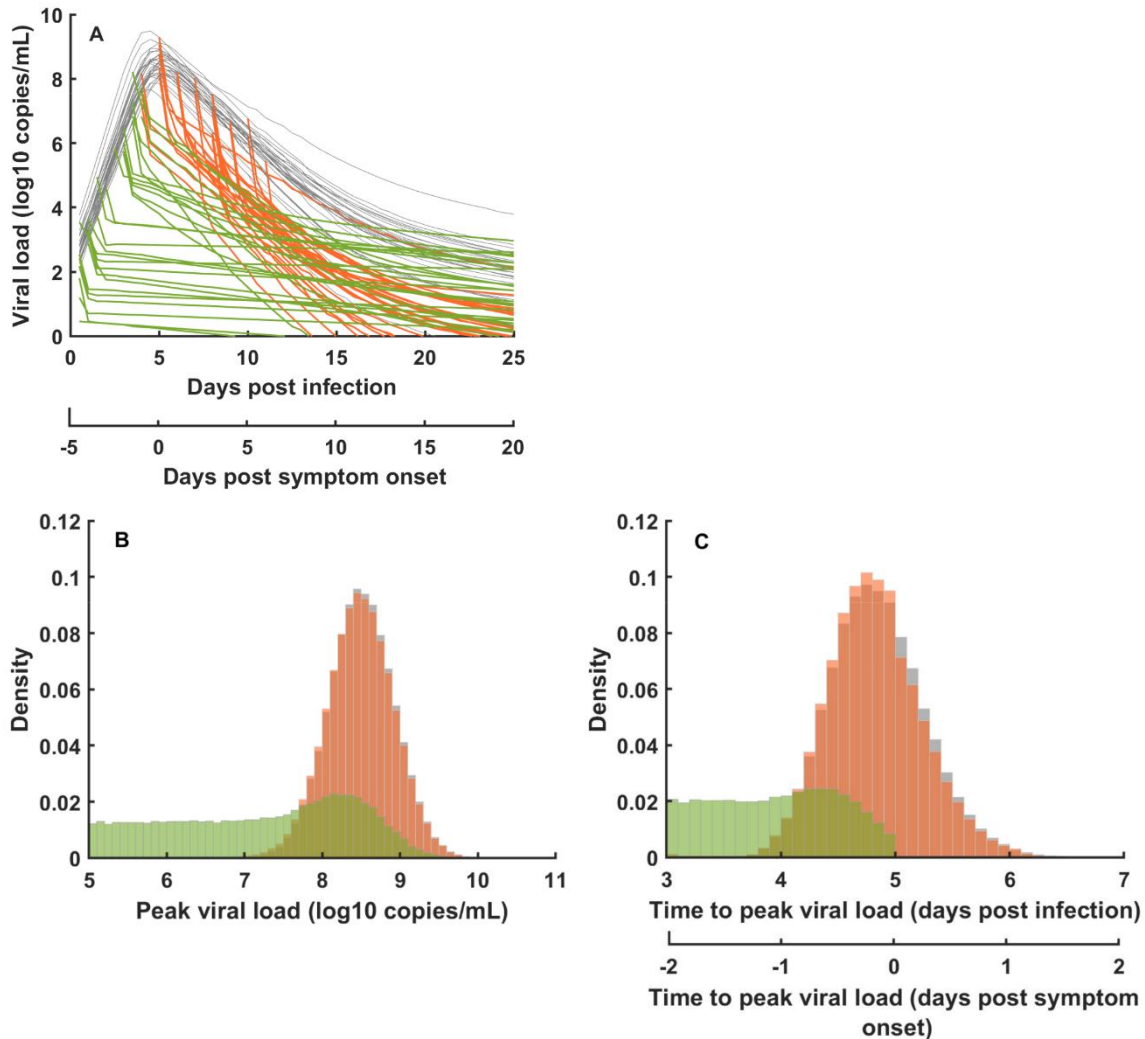 A
Viral load (log10 copies/mL)
10
8
6
4
2
0
0 5 10 15 20 25
Days post infection
-5 0 5 10 15 20
Days post symptom onset
B
Density
0.12
0.1
0.08
0.06
0.04
0.02
0
5 6 7 8 9 10 11
Peak viral load (log10 copies/mL)
C
Density
0.12
0.1
0.08
0.06
0.04
0.02
0
3 4 5 6 7
Time to peak viral load (days post infection)
-2 -1 0 1 2
Time to peak viral load (days post symptom
onset)